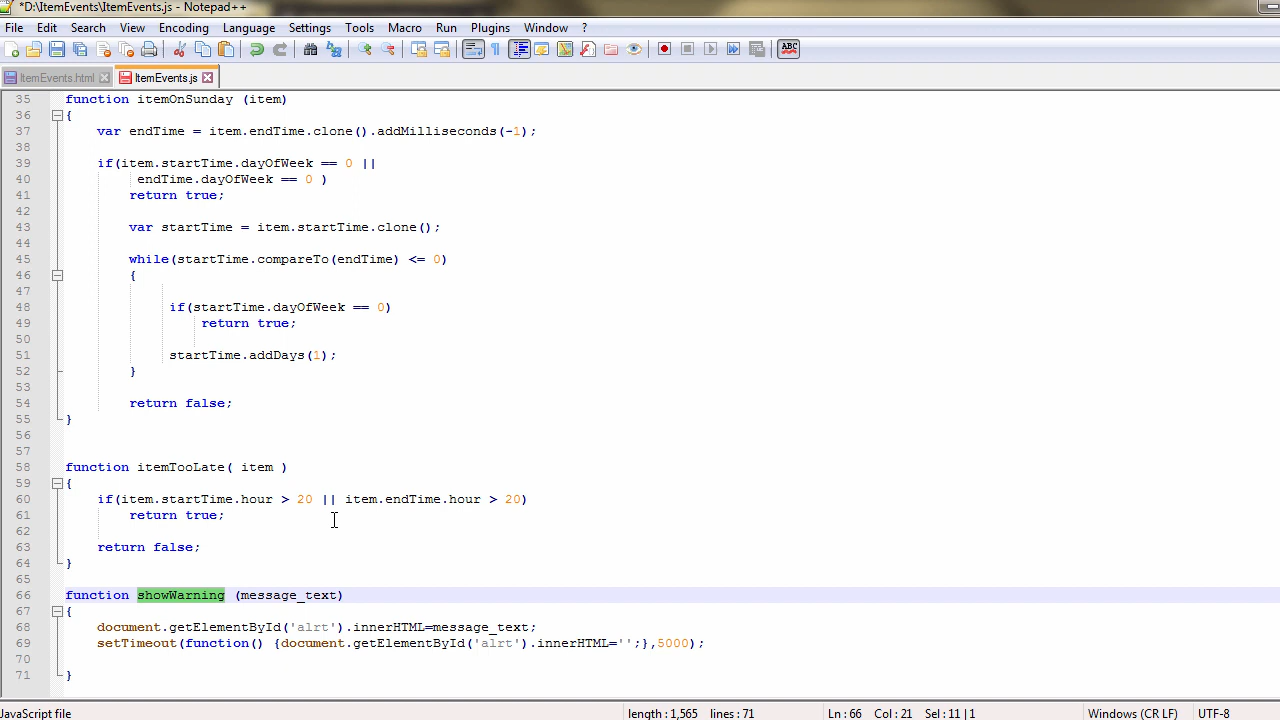 *D:\ItemEvents\ItemEvents.js - Notepad++
File Edit Search View Encoding Language Settings Tools Macro Run Plugins Window ?
ABC
ItemEvents.html ItemEvents.js
35 function itemOnSunday (item)
36 {
37 var endTime = item.endTime.clone().addMilliseconds(-1);
38
39 if(item.startTime.dayOfWeek == 0 ||
40 endTime.dayOfWeek == 0 )
41 return true;
42
43 var startTime = item.startTime.clone();
44
45 while(startTime.compareTo(endTime) <= 0)
46 {
47
48 if(startTime.dayOfWeek == 0)
49 return true;
50
51 startTime.addDays(1);
52 }
53
54 return false;
55 }
56
57
58 function itemTooLate( item )
59 {
60 if(item.startTime.hour > 20 || item.endTime.hour > 20)
61 return true;
62
63 return false;
64 }
65
66 function showWarning (message_text)
67 {
68 document.getElementById('alrt').innerHTML=message_text;
69 setTimeout(function() {document.getElementById('alrt').innerHTML='';},5000);
70
71 }
JavaScript file length : 1,565 lines : 71 Ln : 66 Col : 21 Sel : 11 | 1 Windows (CR LF) UTF-8